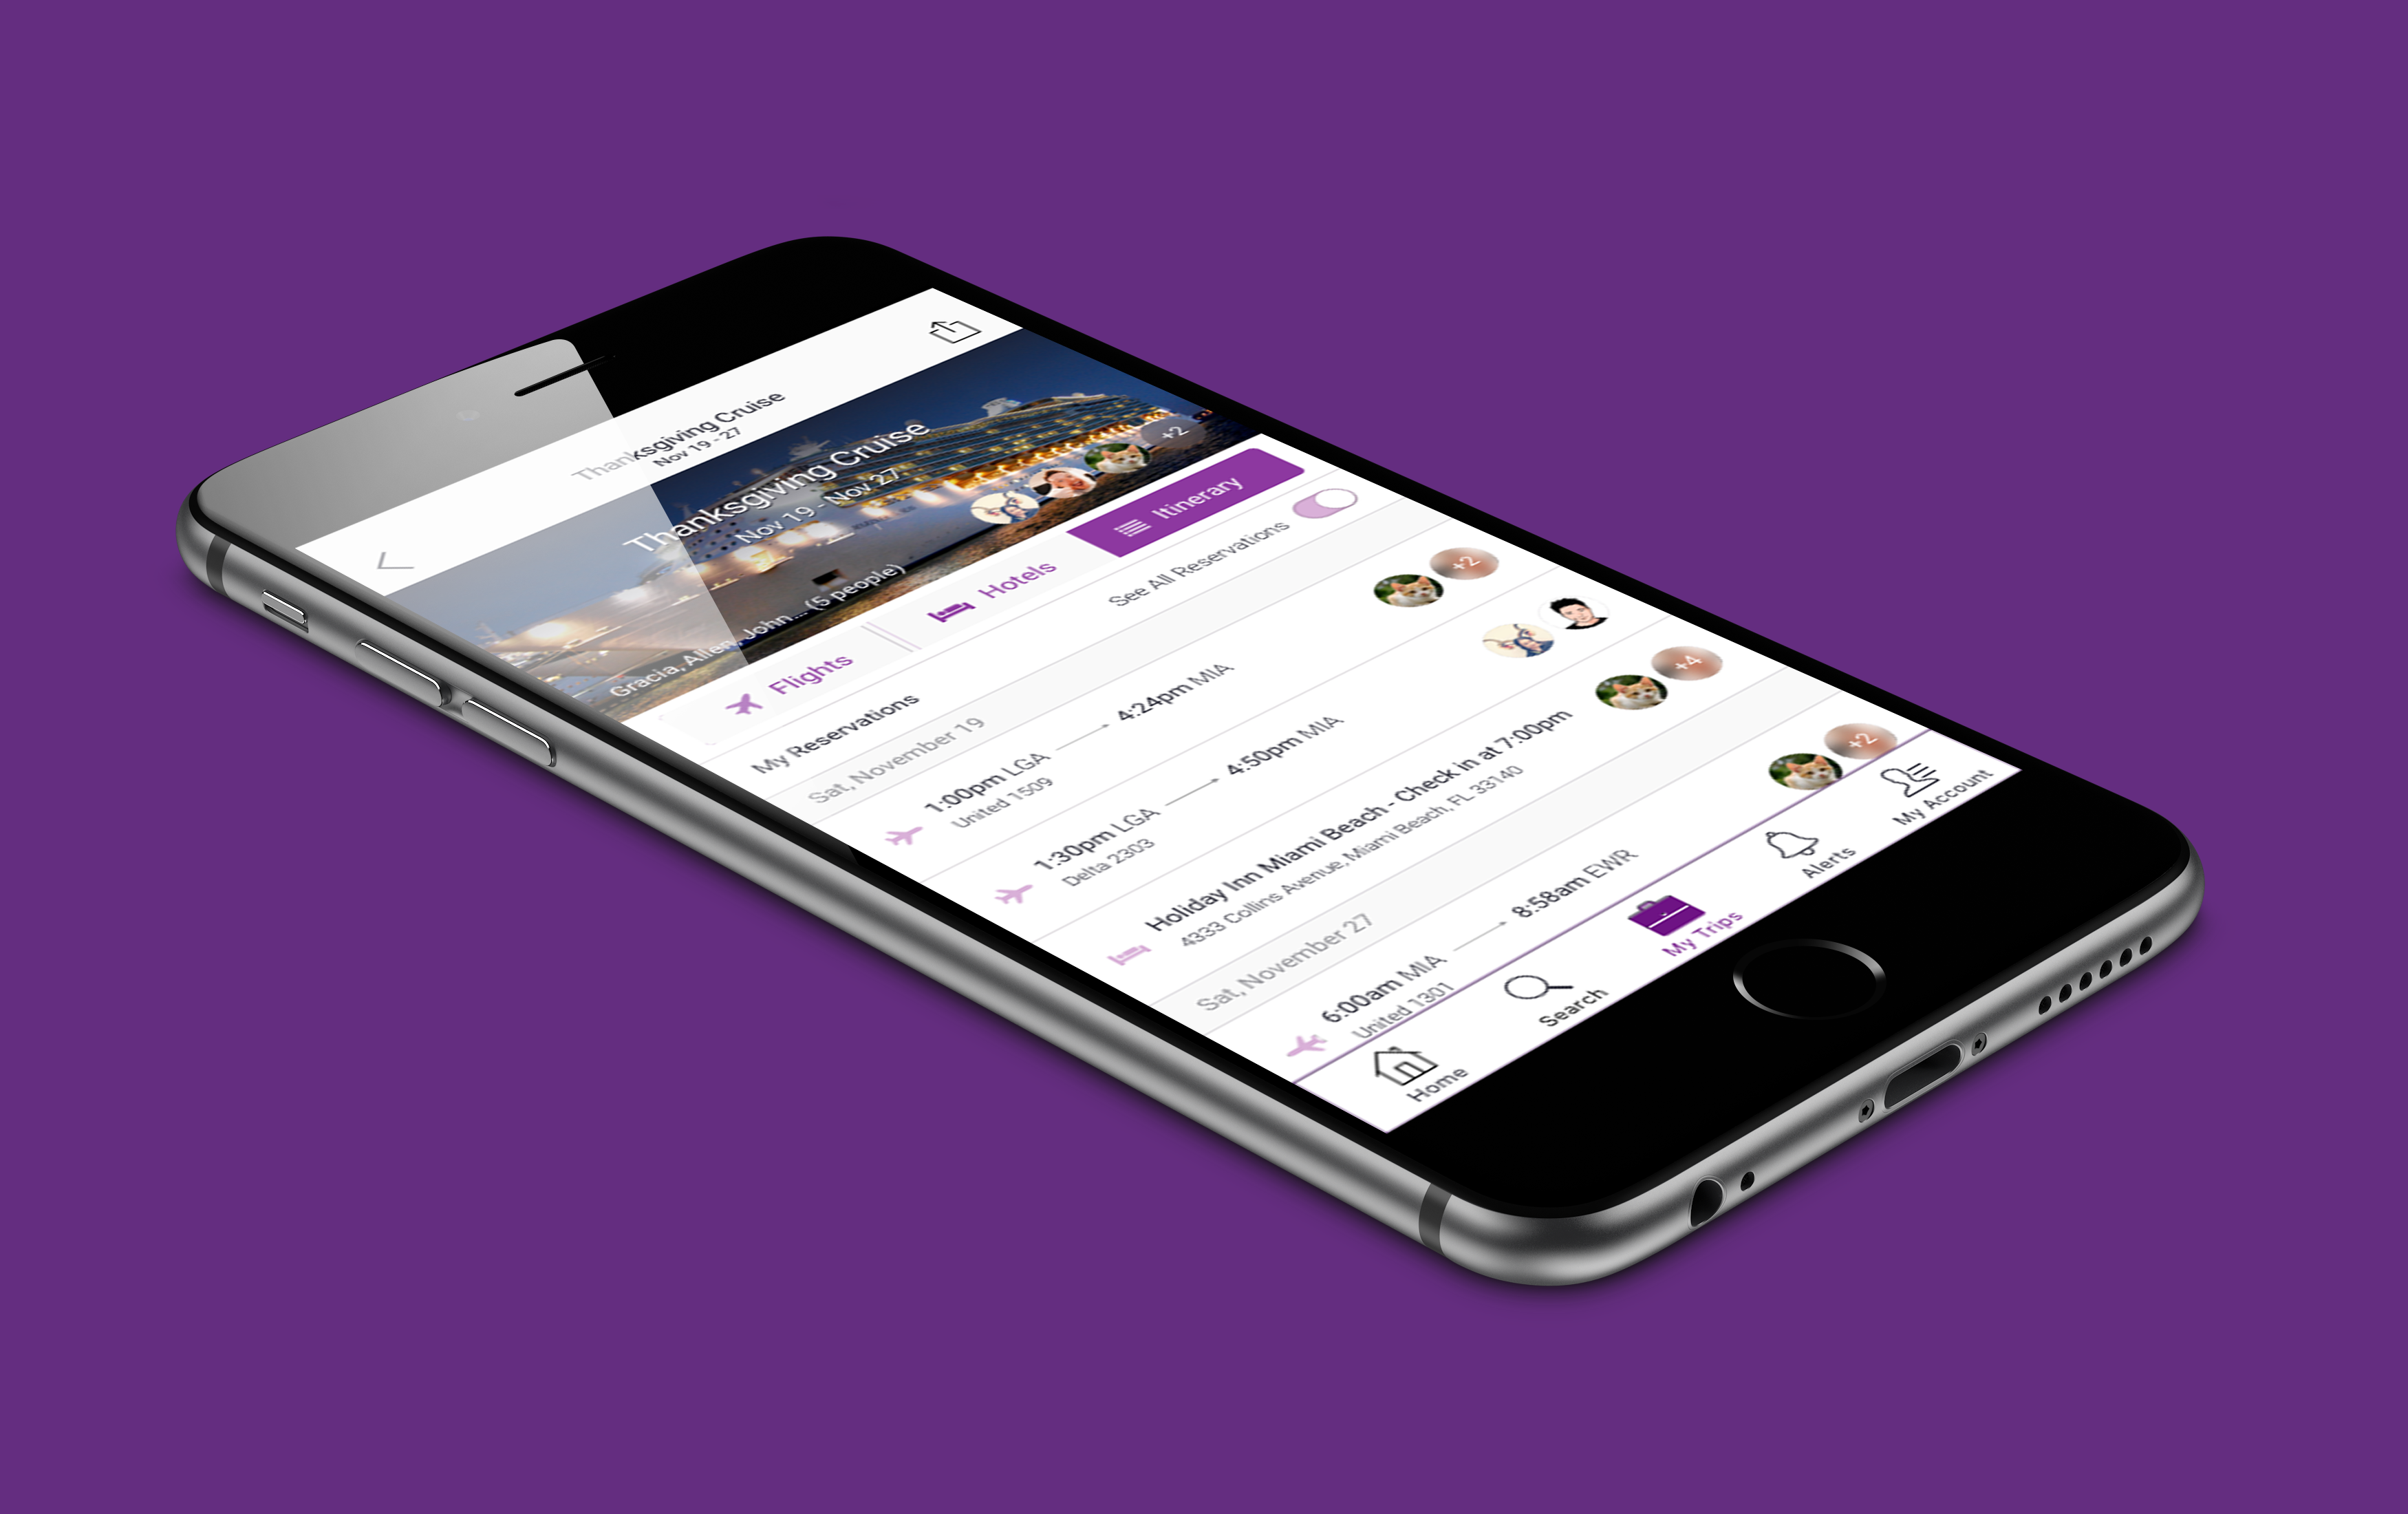 Thanksgiving Cruise
Nov 19 - 27
Thanksgiving Cruise
Nov 19 - Nov 27
+2
Gracia, Allen, John... (5 people)
Flights
Hotels
Itinerary
My Reservations
See All Reservations
Sat, November 19
1:00pm LGA
4:24pm MIA
+2
United 1509
1:30pm LGA
4:50pm MIA
Delta 2303
Holiday Inn Miami Beach - Check in at 7:00pm
+4
4333 Collins Avenue, Miami Beach, FL 33140
Sat, November 27
6:00am MIA
8:58am EWR
+2
United 1301
Home
Search
My Trips
Alerts
My Account